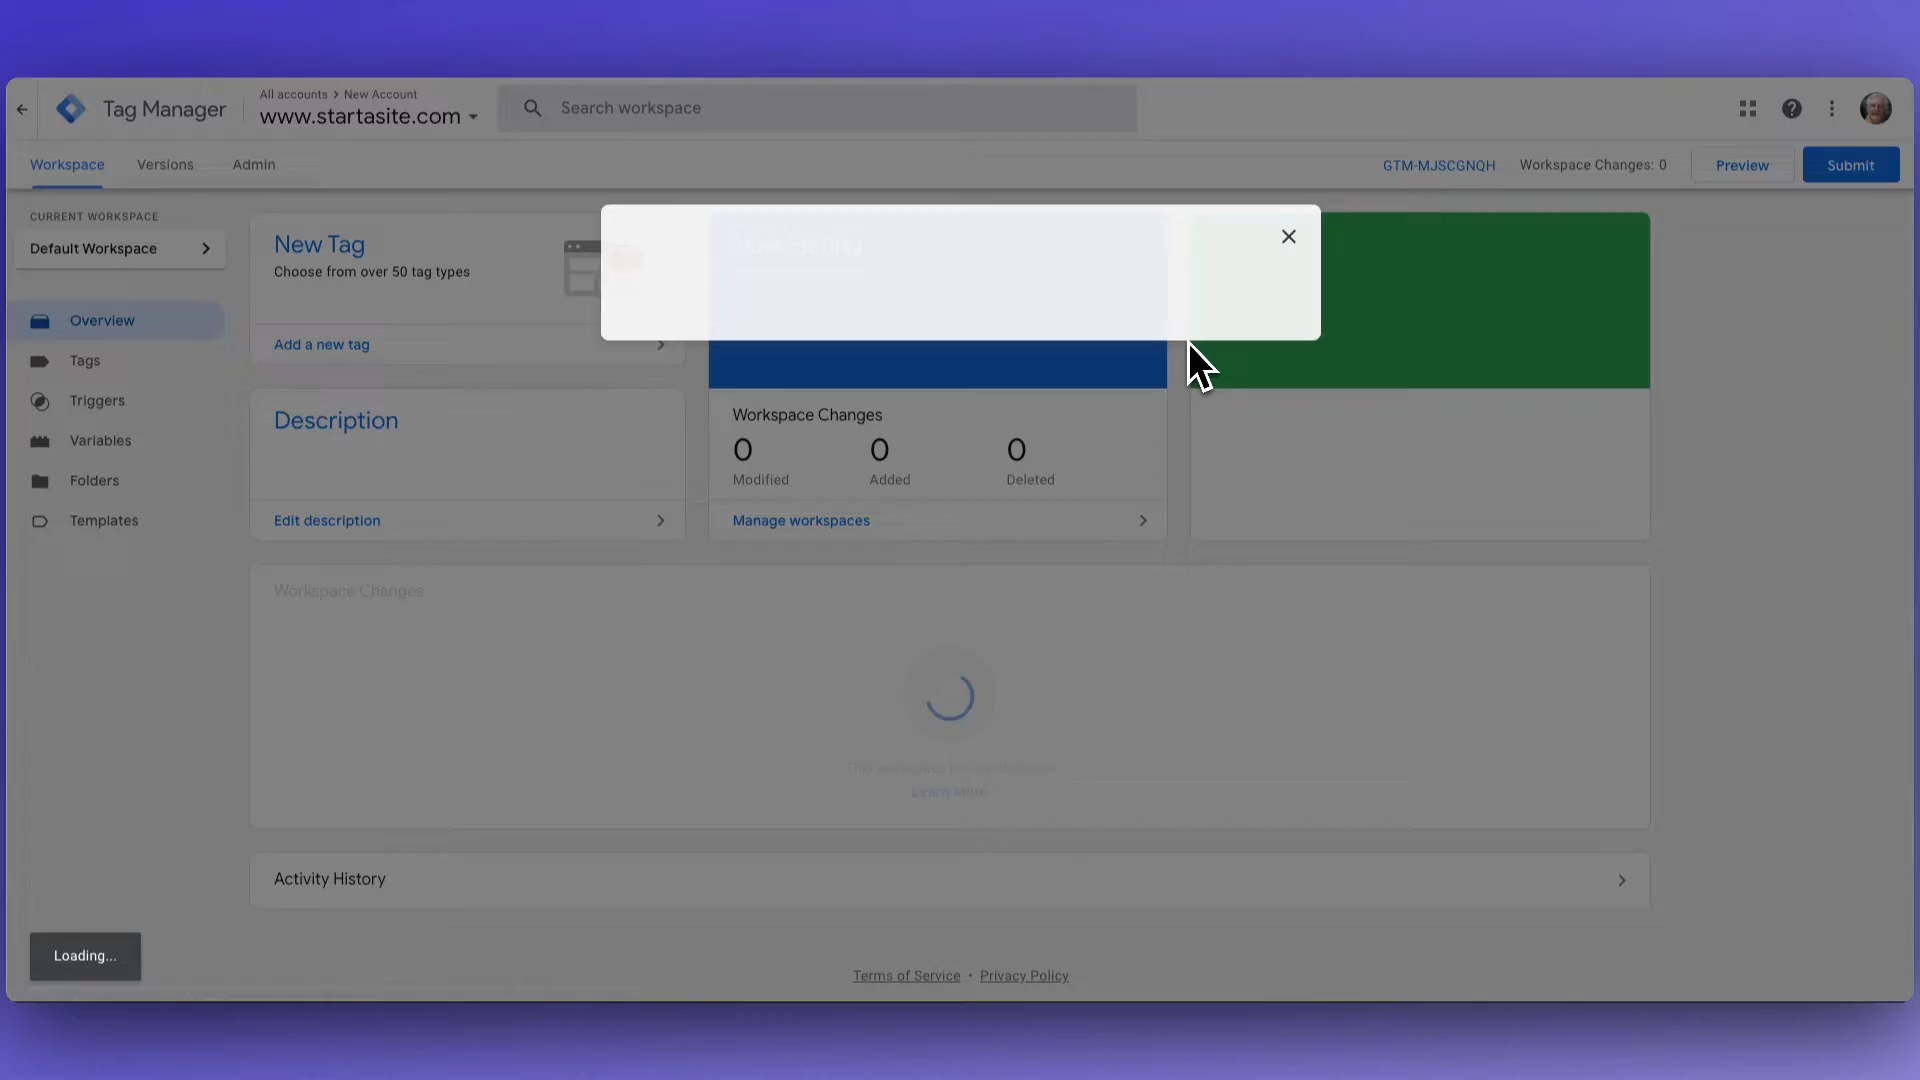 All accounts > New Account
Tag Manager
www.startasite.com
Search workspace
Workspace
Versions
Admin
GTM-MJSCGNQH
Workspace Changes: 0
Preview
Submit
CURRENT WORKSPACE
Default Workspace
Overview
Tags
Triggers
Variables
Folders
Templates
New Tag
Choose from over 50 tag types
Add a new tag
Description
Edit description
Workspace Changes
0 0 0
Modified Added Deleted
Manage workspaces
Workspace Changes
Learn More
Activity History
Loading...
Terms of Service • Privacy Policy